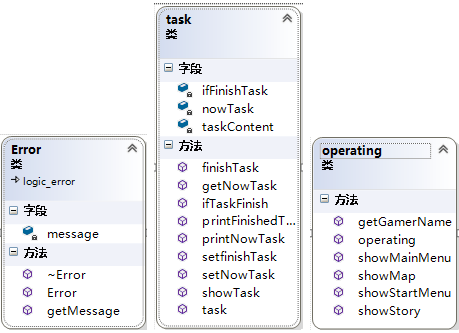 Error
类
logic_error
字段
message
方法
~Error
Error
getMessage
task
类
字段
ifFinishTask
nowTask
taskContent
方法
finishTask
getNowTask
ifTaskFinish
printFinishedT...
printNowTask
setfinishTask
setNowTask
showTask
task
operating
类
方法
getGamerName
operating
showMainMenu
showMap
showStartMenu
showStory